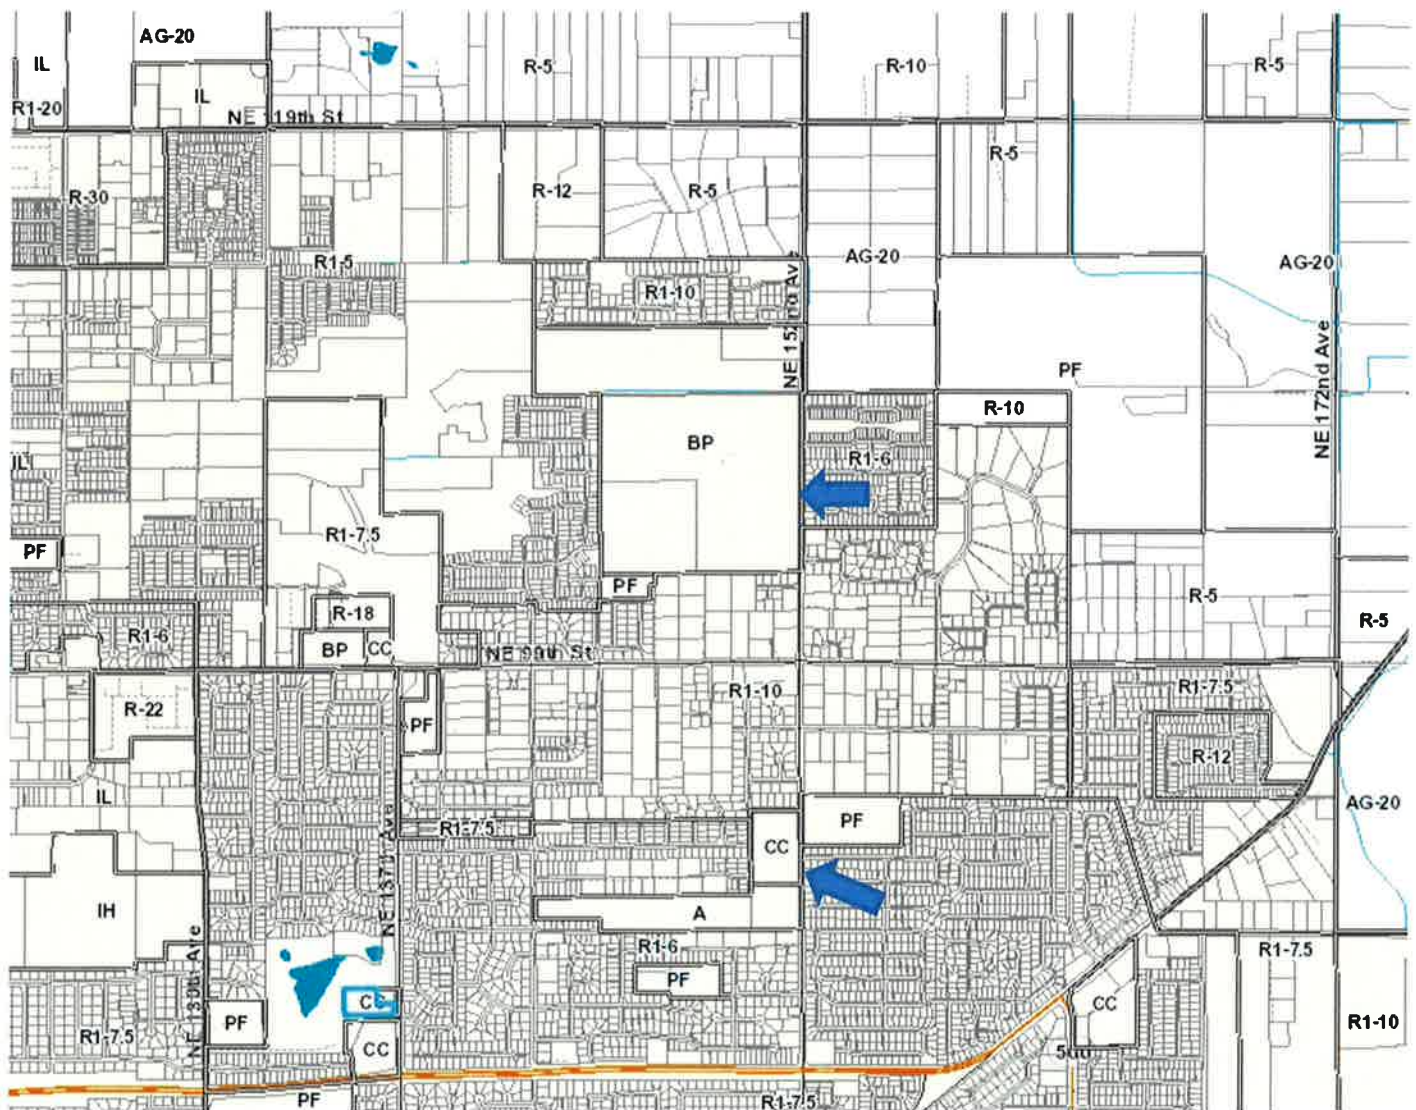 AG-20
IL
R-5
R-10
R-5
IL
R1-20
NE 119th St
R-5
R-30
R-12
R-5
AG-20
R1-5
AG-20
R1-10
NE 152nd Ave
NE 172nd Ave
PF
R-10
BP
R1-6
IL
R1-7.5
PF
PF
R-5
R-18
R-5
R1-6
BP
CC
NE 99th St
R1-7.5
R1-10
R-22
PF
R-12
IL
AG-20
NE 137th Ave
R1-7.5
PF
CC
IH
A
NE 130th Ave
R1-6
R1-7.5
PF
CC
CC
PF
R1-10
R1-7.5
CC
500
PF
R1-7.5